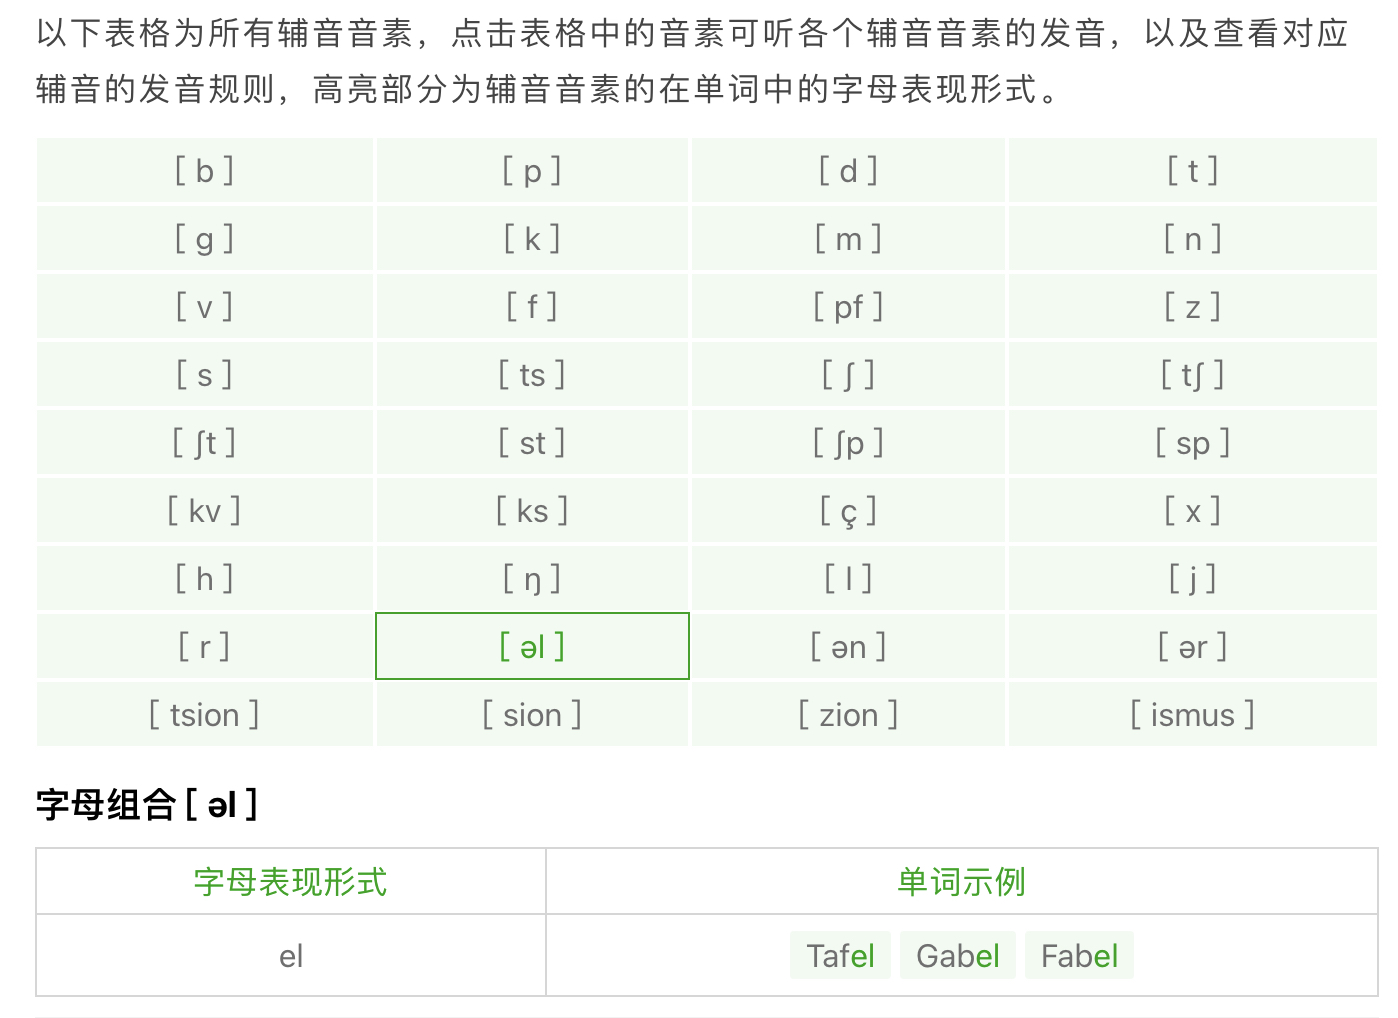 以下表格为所有辅音音素，点击表格中的音素可听各个辅音音素的发音，以及查看对应
辅音的发音规则，高亮部分为辅音音素的在单词中的字母表现形式。
[ b ] [ p ] [ d ] [ t ]
[ g ] [ k ] [ m ] [ n ]
[ v ] [ f ] [ pf ] [ z ]
[ s ] [ ts ] [ ʃ ] [ tʃ ]
[ ʃt ] [ st ] [ ʃp ] [ sp ]
[ kv ] [ ks ] [ ç ] [ x ]
[ h ] [ ŋ ] [ l ] [ j ]
[ r ] [ əl ] [ ən ] [ ər ]
[ tsion ] [ sion ] [ zion ] [ ismus ]
字母组合[ əl ]
字母表现形式 单词示例
el Tafel Gabel Fabel